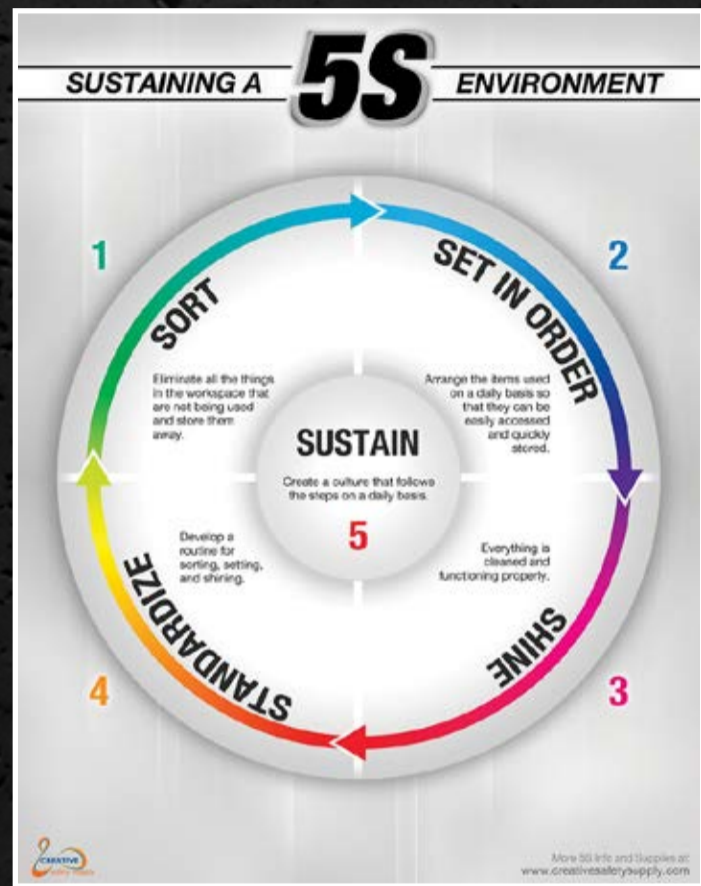 SUSTAINING A 5S ENVIRONMENT
1
SORT
Eliminate all the things
in the workspace that
are not being used
and store them
away.
2
SET IN ORDER
Arrange the items used
on a daily basis so
that they can be
easily accessed
and quickly
stored.
SUSTAIN
Create a culture that follows
the steps on a daily basis.
5
Everything is
cleaned and
functioning properly.
SHINE
3
Develop a
routine for
sorting, setting,
and shining.
STANDARDIZE
4
CREATIVE
More 5S Info and Supplies at:
www.creativesafetysupply.com